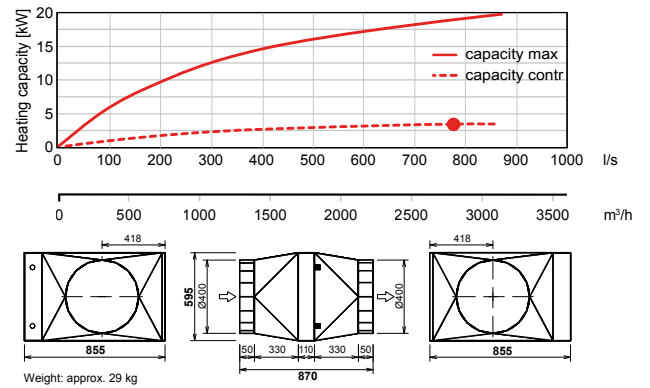 20
15
10
5
0
Heating capacity [kW]
capacity max
capacity contr
0 100 200 300 400 500 600 700 800 900 1000 l/s
0 500 1000 1500 2000 2500 3000 3500 m³/h
418
855
595
Ø400
50 330 110 330 50
870
Ø400
418
855
Weight: approx. 29 kg